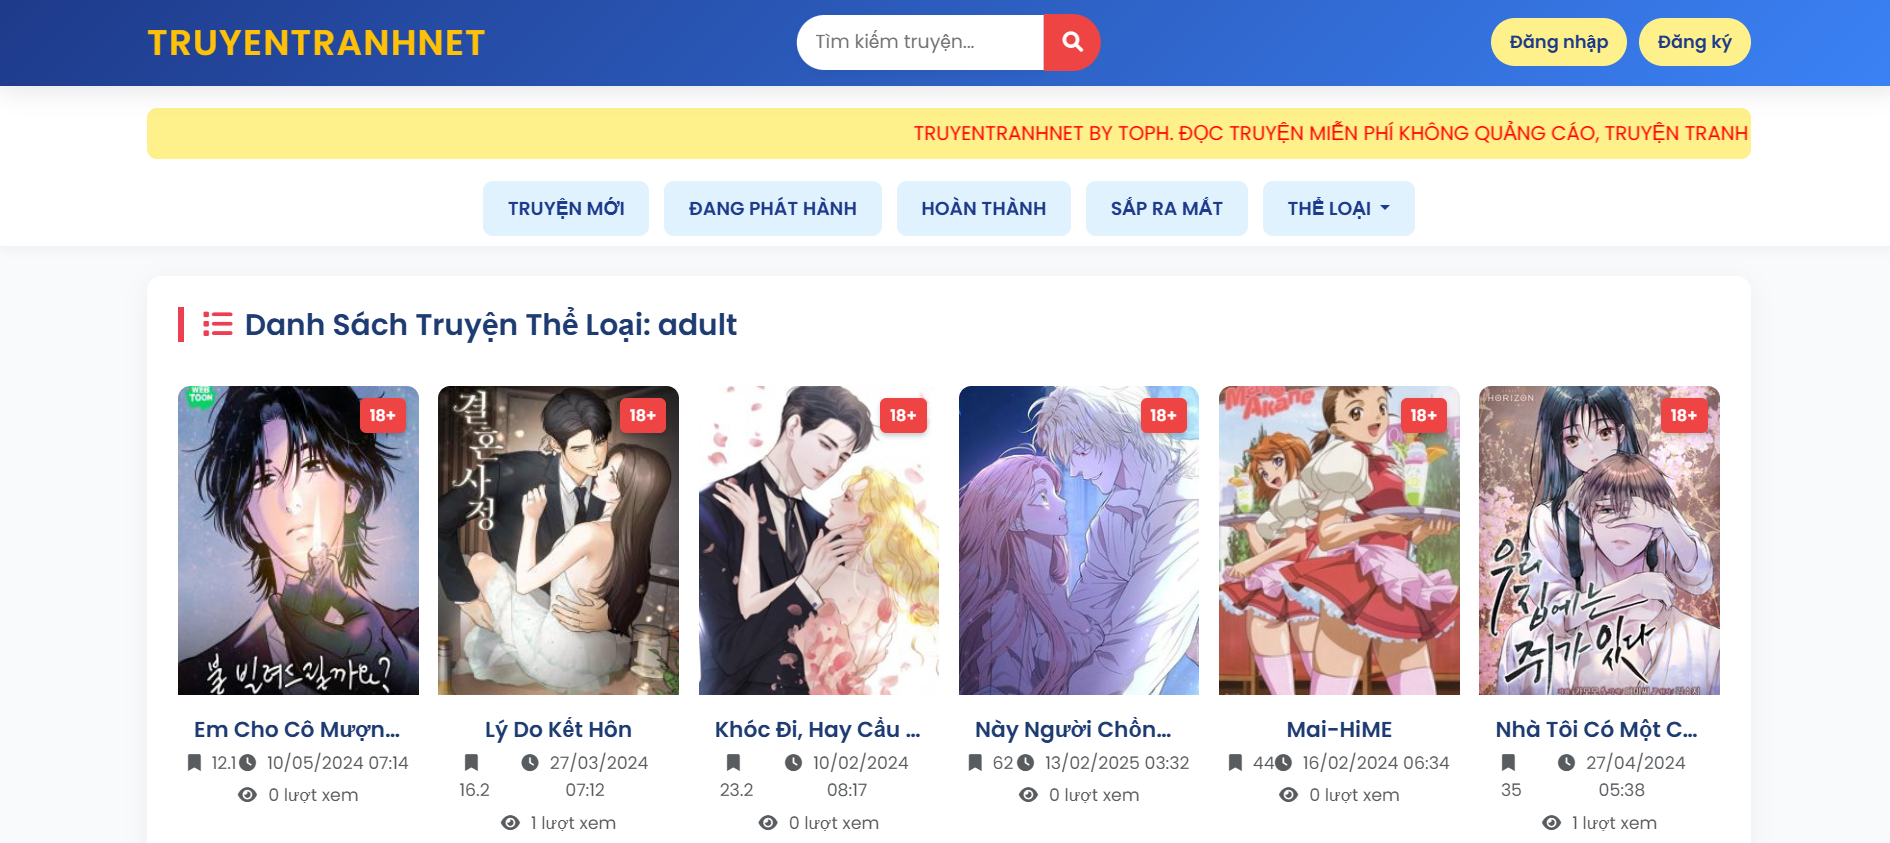 TRUYENTRANHNET
Tìm kiếm truyện...
Đăng nhập
Đăng ký
TRUYENTRANHNET BY TOPH. ĐỌC TRUYỆN MIỄN PHÍ KHÔNG QUẢNG CÁO, TRUYỆN TRANH
TRUYỆN MỚI
ĐANG PHÁT HÀNH
HOÀN THÀNH
SẮP RA MẮT
THỂ LOẠI
Danh Sách Truyện Thể Loại: adult
WEB
TOON
18+
불 빌려드릴까요?
Em Cho Cô Mượn...
12.1 10/05/2024 07:14
0 lượt xem
18+
결혼
사정
Lý Do Kết Hôn
16.2 27/03/2024 07:12
1 lượt xem
18+
Khóc Đi, Hay Cầu ...
23.2 10/02/2024 08:17
0 lượt xem
18+
Này Người Chồn...
62 13/02/2025 03:32
0 lượt xem
18+
Akane
Mai-HiME
44 16/02/2024 06:34
0 lượt xem
HORIZON
18+
우리
집에는
쥐가 있다
Nhà Tôi Có Một C...
35 27/04/2024 05:38
1 lượt xem